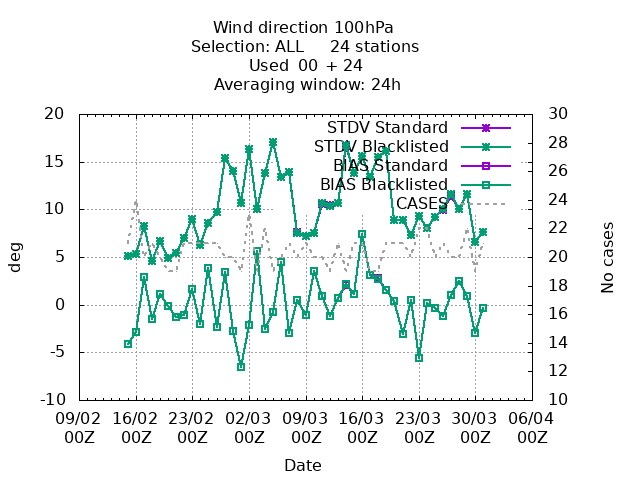 Wind direction 100hPa
Selection: ALL 24 stations
Used 00 + 24
Averaging window: 24h
20 30
STDV Standard
28
STDV Blacklisted
15 26
BIAS Standard
BIAS Blacklisted
24
CASES
10
22
5 20
18
0
16
-5 14
12
-10 10
deg
No cases
09/02 16/02 23/02 02/03 09/03 16/03 23/03 30/03 06/04
00Z 00Z 00Z 00Z 00Z 00Z 00Z 00Z 00Z
Date